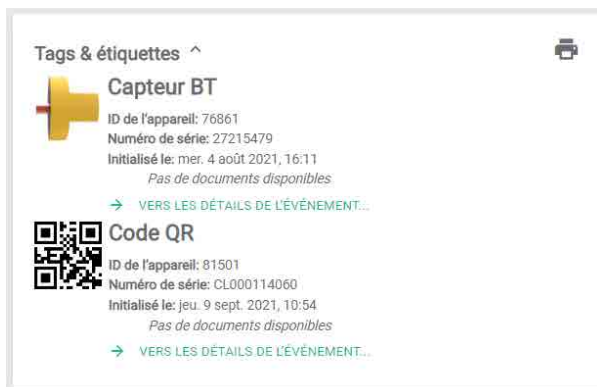 Tags & étiquettes
Capteur BT
ID de l'appareil: 76861
Numéro de série: 27215479
Initialisé le: mer. 4 août 2021, 16:11
Pas de documents disponibles
VERS LES DÉTAILS DE L'ÉVÉNEMENT...
Code QR
ID de l'appareil: 81501
Numéro de série: CL000114060
Initialisé le: jeu. 9 sept. 2021, 10:54
Pas de documents disponibles
VERS LES DÉTAILS DE L'ÉVÉNEMENT...